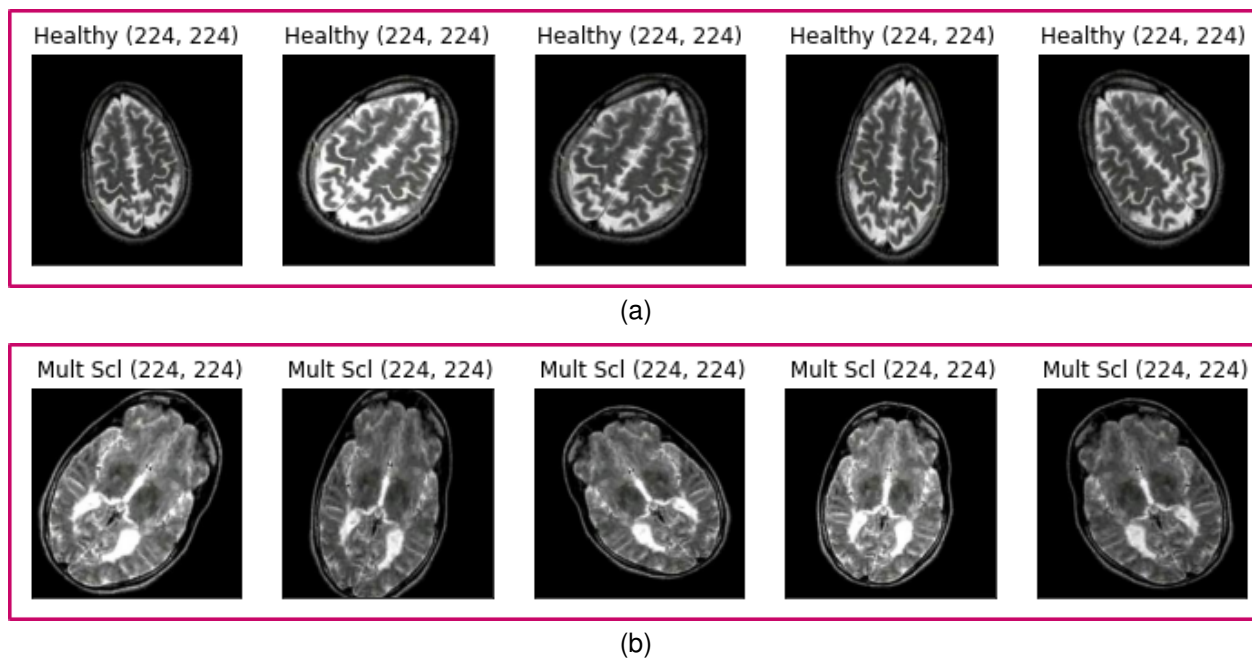 Healthy (224, 224) Healthy (224, 224) Healthy (224, 224) Healthy (224, 224) Healthy (224, 224)
(a)
Mult Scl (224, 224) Mult Scl (224, 224) Mult Scl (224, 224) Mult Scl (224, 224) Mult Scl (224, 224)
(b)